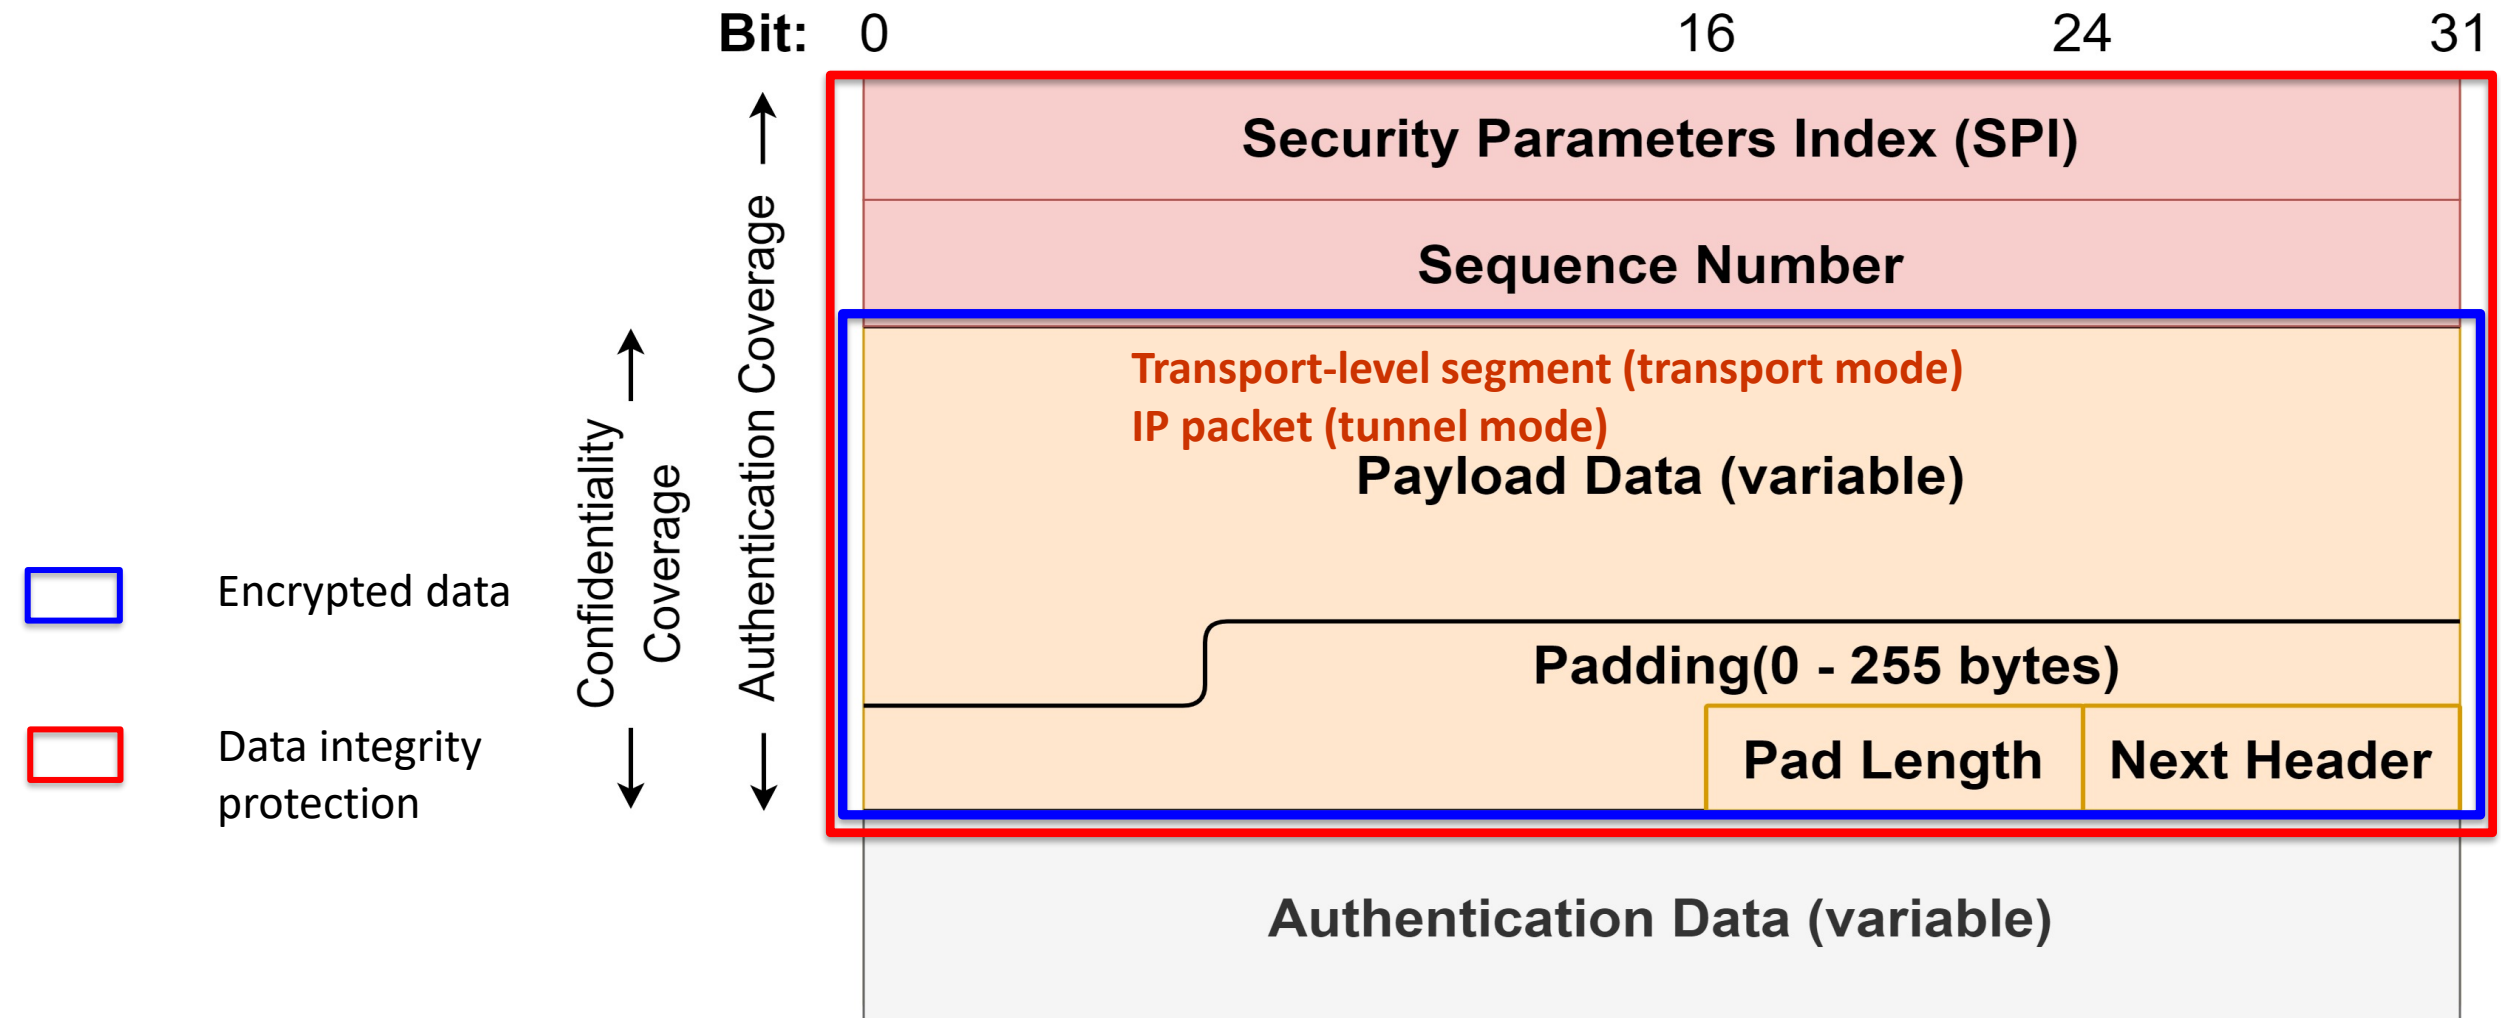 Bit: 0 16 24 31
Security Parameters Index (SPI)
Sequence Number
Transport-level segment (transport mode)
IP packet (tunnel mode)
Payload Data (variable)
Padding(0 - 255 bytes)
Pad Length
Next Header
Authentication Data (variable)
Confidentiality
Coverage
Authentication Coverage
Encrypted data
Data integrity
protection